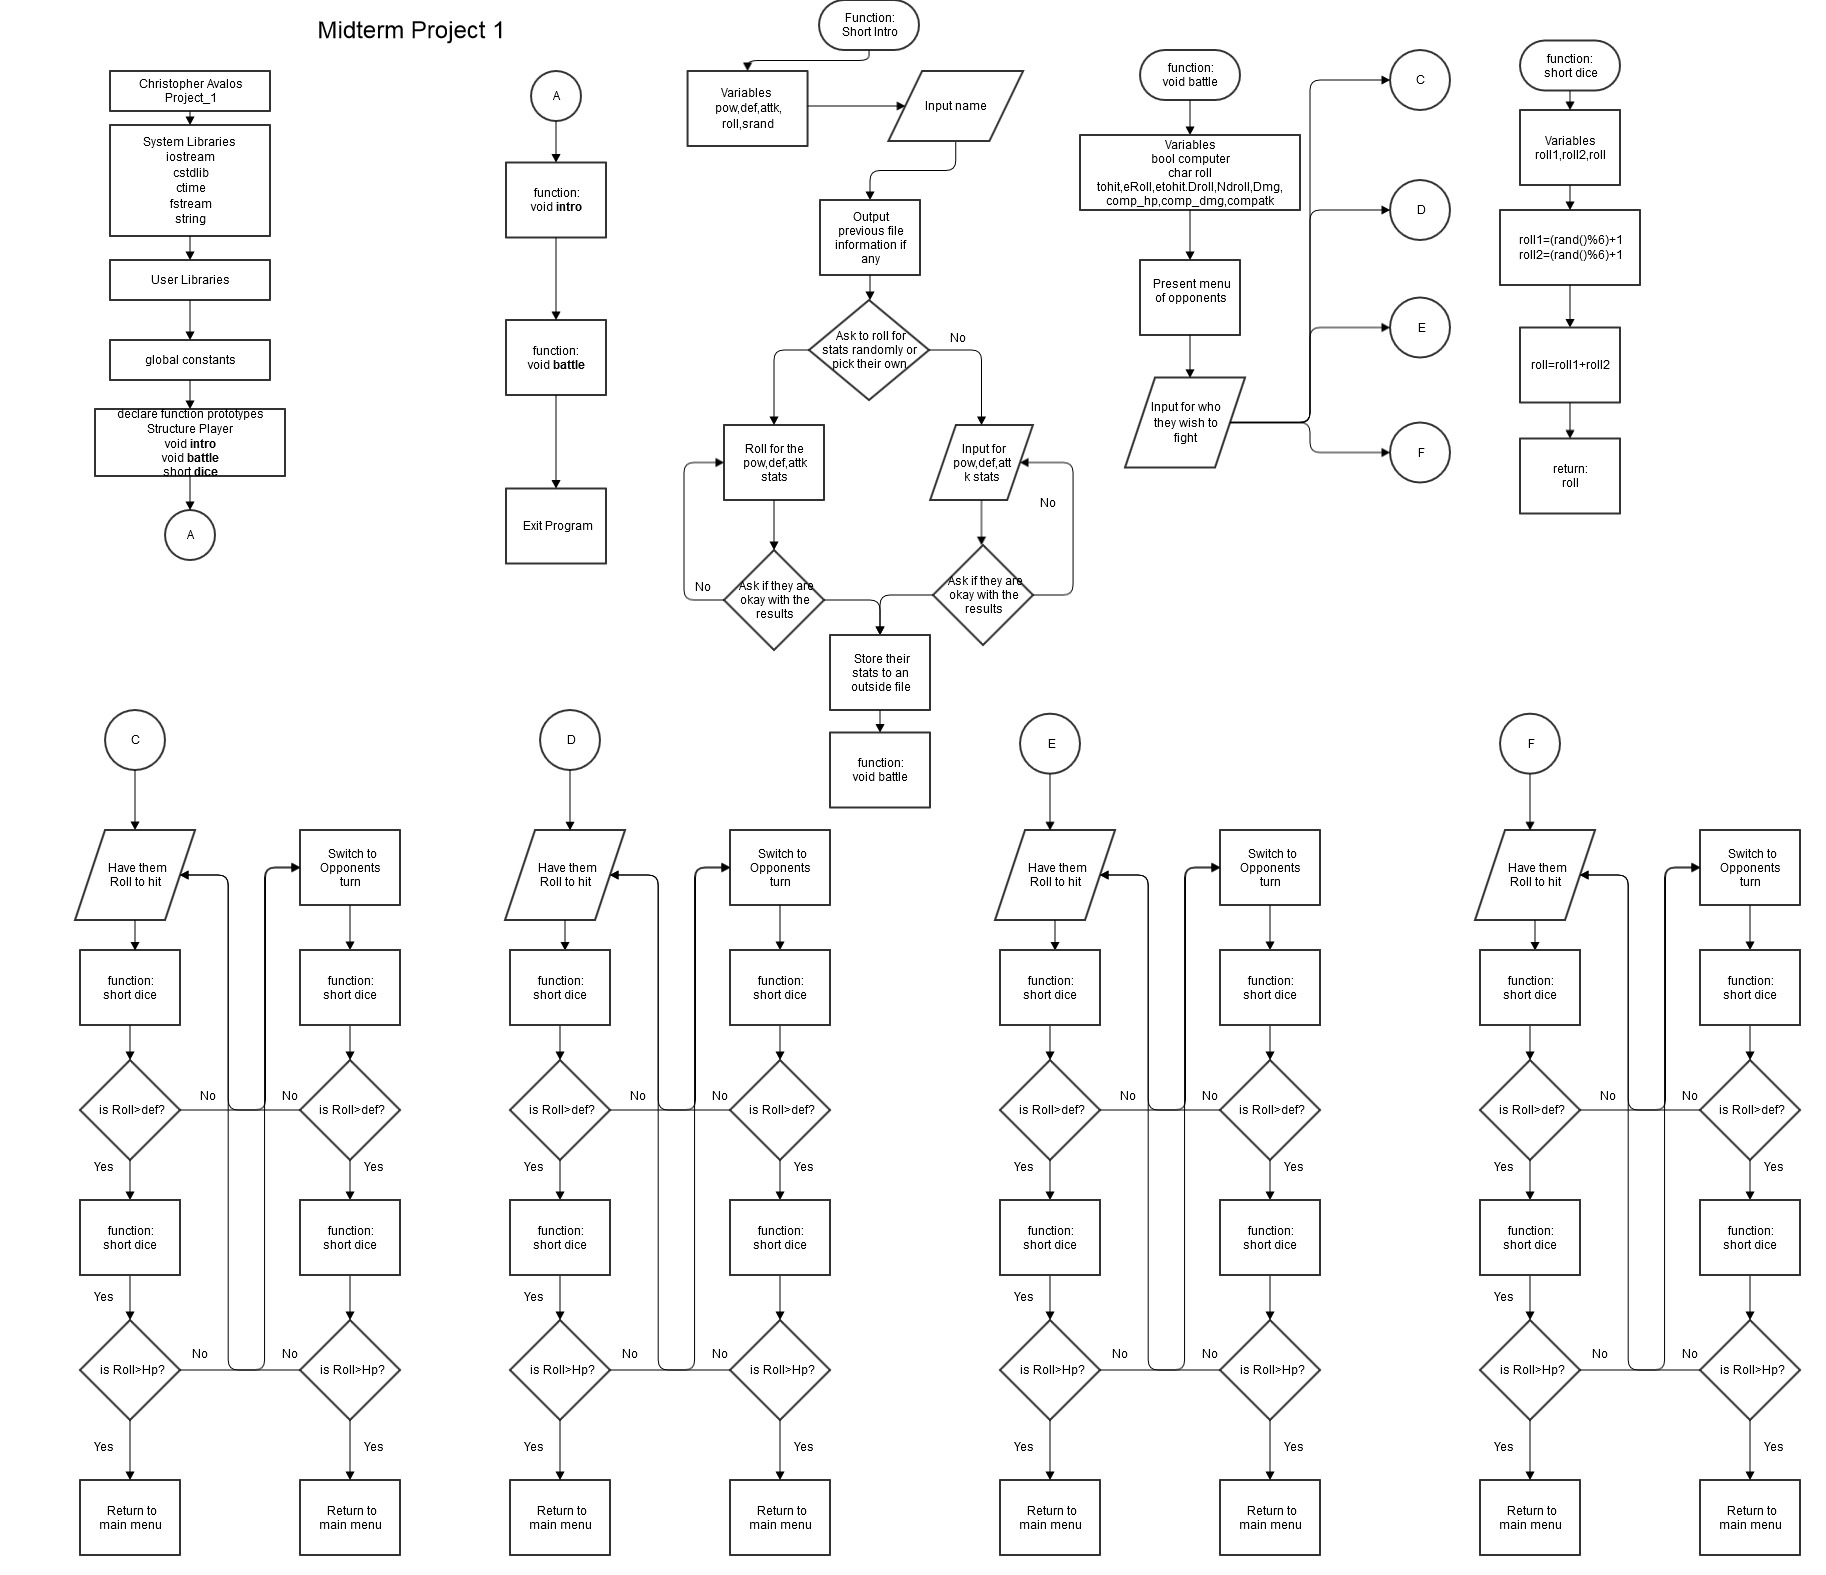 Midterm Project 1
Christopher Avalos
Project_1
System Libraries
iostream
cstdlib
ctime
fstream
string
User Libraries
global constants
declare function prototypes
Structure Player
void intro
void battle
short dice
A
A
function:
void intro
function:
void battle
Exit Program
Function:
Short Intro
Variables
pow,def,attk,
roll,srand
Input name
Output
previous file
information if
any
Ask to roll for
stats randomly or
pick their own
No
Roll for the
pow,def,attk
stats
Input for
pow,def,att
k stats
No
No
Ask if they are
okay with the
results
Ask if they are
okay with the
results
Store their
stats to an
outside file
function:
void battle
function:
void battle
Variables
bool computer
char roll
tohit,eRoll,etohit.Droll,Ndroll,Dmg,
comp_hp,comp_dmg,compatk
Present menu
of opponents
Input for who
they wish to
fight
C
D
E
F
function:
short dice
Variables
roll1,roll2,roll
roll1=(rand()%6)+1
roll2=(rand()%6)+1
roll=roll1+roll2
return:
roll
C
Have them
Roll to hit
Switch to
Opponents
turn
function:
short dice
function:
short dice
is Roll>def?
No
No
is Roll>def?
Yes
Yes
function:
short dice
function:
short dice
Yes
is Roll>Hp?
No
No
is Roll>Hp?
Yes
Yes
Return to
main menu
Return to
main menu
D
Have them
Roll to hit
Switch to
Opponents
turn
function:
short dice
function:
short dice
is Roll>def?
No
No
is Roll>def?
Yes
Yes
function:
short dice
function:
short dice
Yes
is Roll>Hp?
No
No
is Roll>Hp?
Yes
Yes
Return to
main menu
Return to
main menu
E
Have them
Roll to hit
Switch to
Opponents
turn
function:
short dice
function:
short dice
is Roll>def?
No
No
is Roll>def?
Yes
Yes
function:
short dice
function:
short dice
Yes
is Roll>Hp?
No
No
is Roll>Hp?
Yes
Yes
Return to
main menu
Return to
main menu
F
Have them
Roll to hit
Switch to
Opponents
turn
function:
short dice
function:
short dice
is Roll>def?
No
No
is Roll>def?
Yes
Yes
function:
short dice
function:
short dice
Yes
is Roll>Hp?
No
No
is Roll>Hp?
Yes
Yes
Return to
main menu
Return to
main menu